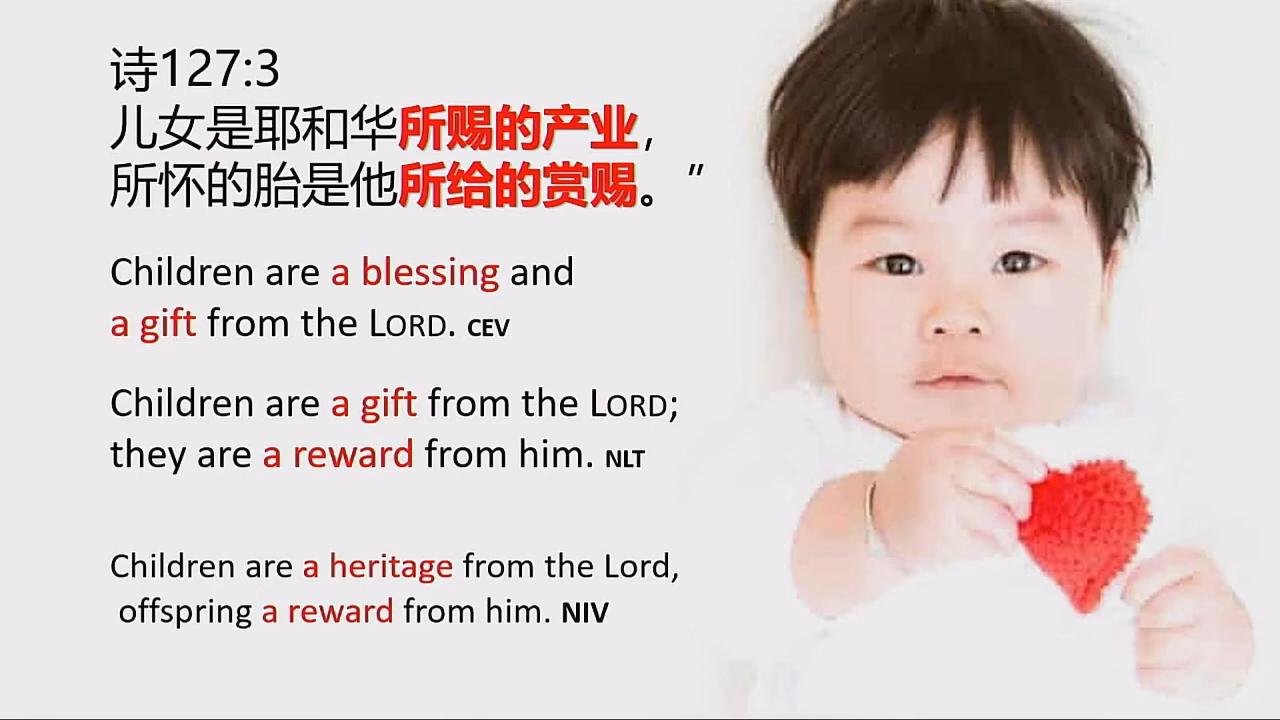 诗127:3
儿女是耶和华所赐的产业，
所怀的胎是他所给的赏赐。”
Children are a blessing and
a gift from the LORD. CEV
Children are a gift from the LORD;
they are a reward from him. NLT
Children are a heritage from the Lord,
offspring a reward from him. NIV